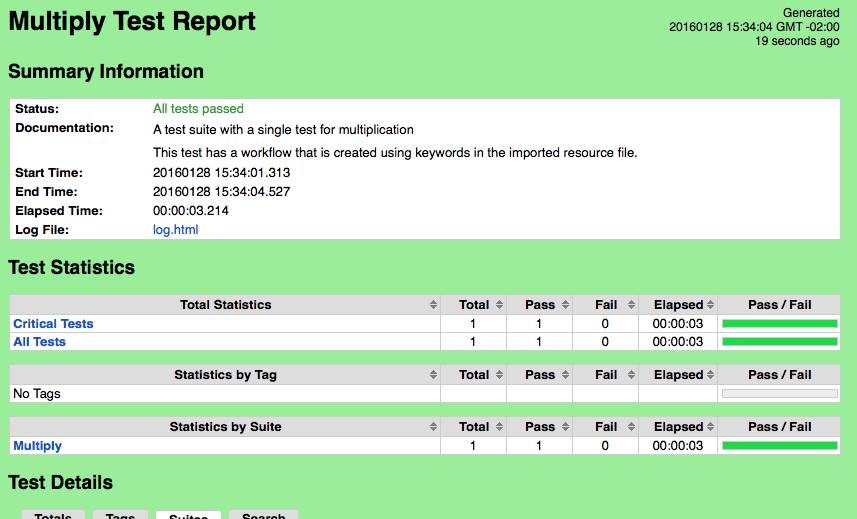 Multiply Test Report
Generated
20160128 15:34:04 GMT -02:00
19 seconds ago
Summary Information
Status: All tests passed
Documentation: A test suite with a single test for multiplication
This test has a workflow that is created using keywords in the imported resource file.
Start Time: 20160128 15:34:01.313
End Time: 20160128 15:34:04.527
Elapsed Time: 00:00:03.214
Log File: log.html
Test Statistics
Total Statistics Total Pass Fail Elapsed Pass / Fail
Critical Tests 1 1 0 00:00:03
All Tests 1 1 0 00:00:03
Statistics by Tag Total Pass Fail Elapsed Pass / Fail
No Tags
Statistics by Suite Total Pass Fail Elapsed Pass / Fail
Multiply 1 1 0 00:00:03
Test Details
Totals Tags Suites Search